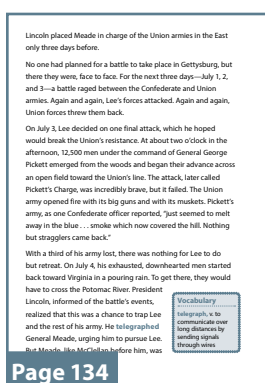 Lincoln placed Meade in charge of the Union armies in the East
only three days before.
No one had planned for a battle to take place in Gettysburg, but
there they were, face to face. For the next three days—July 1, 2,
and 3—a battle raged between the Confederate and Union
armies. Again and again, Lee's forces attacked. Again and again,
Union forces threw them back.
On July 3, Lee decided on one final attack, which he hoped
would break the Union's resistance. At about two o'clock in the
afternoon, 12,500 men under the command of General George
Pickett emerged from the woods and began their advance across
an open field toward the Union's line. The attack, later called
Pickett's Charge, was incredibly brave, but it failed. The Union
army opened fire with its big guns and with its muskets. Pickett's
army, as one Confederate officer reported, "just seemed to melt
away in the blue . . . smoke which now covered the hill. Nothing
but stragglers came back."
With a third of his army lost, there was nothing for Lee to do
but retreat. On July 4, his exhausted, downhearted men started
back toward Virginia in a pouring rain. To get there, they would
have to cross the Potomac River. President
Lincoln, informed of the battle's events,
realized that this was a chance to trap Lee
and the rest of his army. He telegraphed
General Meade, urging him to pursue Lee.
But Meade, like McClellan before him, was
Vocabulary
telegraph, v. to
communicate over
long distances by
sending signals
through wires
Page 134